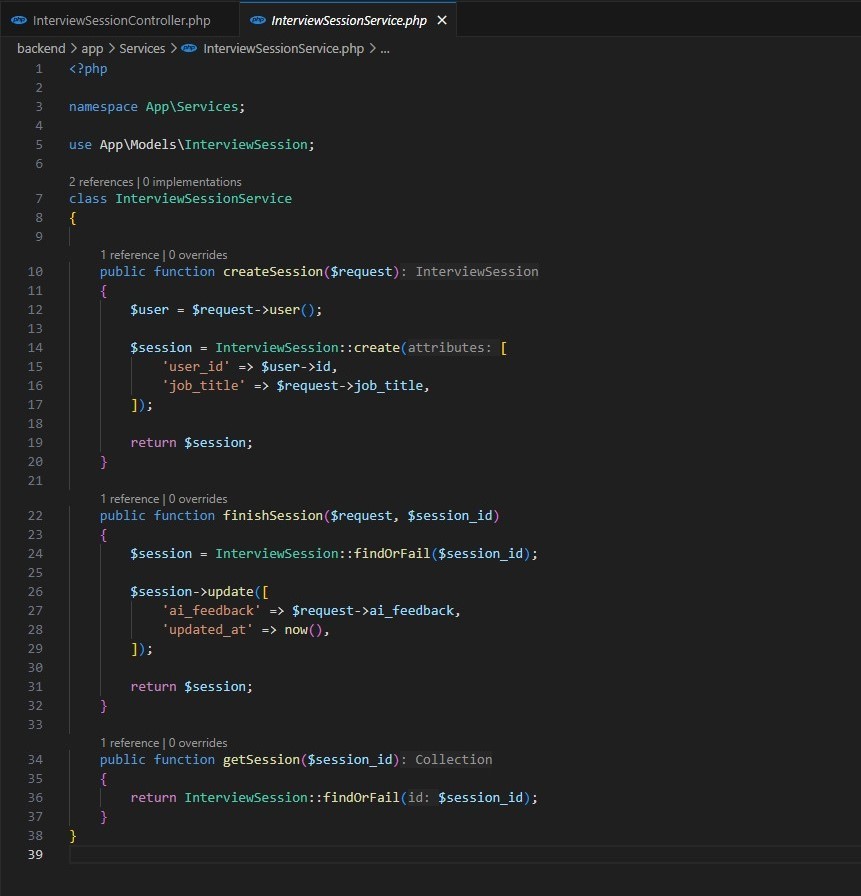 InterviewSessionController.php
InterviewSessionService.php
backend > app > Services > InterviewSessionService.php > ...
1 <?php
2
3 namespace App\Services;
4
5 use App\Models\InterviewSession;
6
2 references | 0 implementations
7 class InterviewSessionService
8 {
9
1 reference | 0 overrides
10 public function createSession($request): InterviewSession
11 {
12 $user = $request->user();
13
14 $session = InterviewSession::create(attributes: [
15 'user_id' => $user->id,
16 'job_title' => $request->job_title,
17 ]);
18
19 return $session;
20 }
21
1 reference | 0 overrides
22 public function finishSession($request, $session_id)
23 {
24 $session = InterviewSession::findOrFail($session_id);
25
26 $session->update([
27 'ai_feedback' => $request->ai_feedback,
28 'updated_at' => now(),
29 ]);
30
31 return $session;
32 }
33
1 reference | 0 overrides
34 public function getSession($session_id): Collection
35 {
36 return InterviewSession::findOrFail(id: $session_id);
37 }
38 }
39